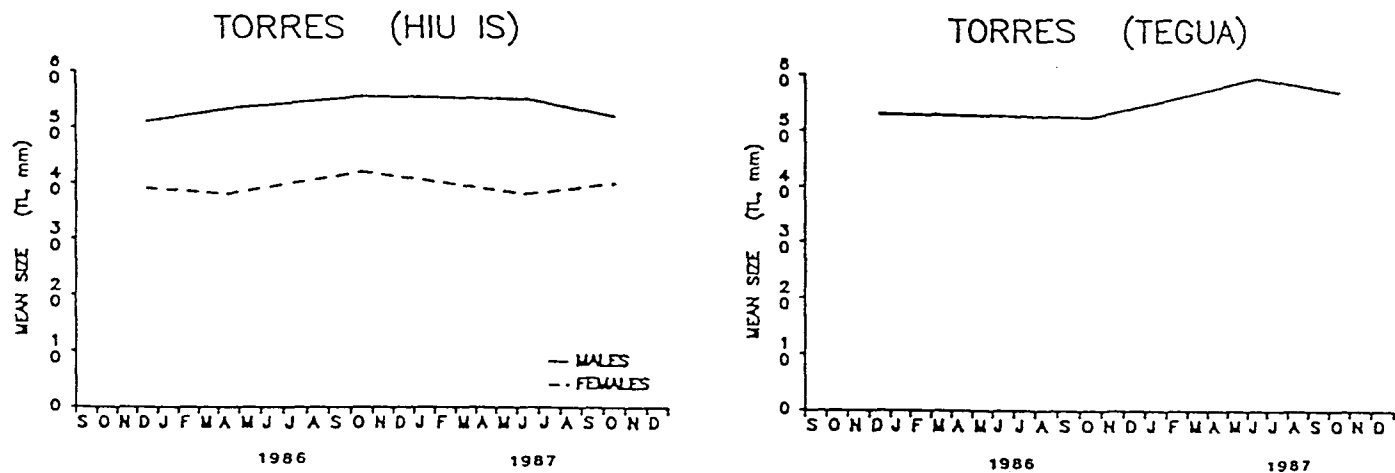 TORRES (HIU IS)
MEAN SIZE (TL, mm)
60
50
40
30
20
10
0
MALES
FEMALES
S O N D J F M A M J J A S O N D J F M A M J J A S O N D
1986 1987
TORRES (TEGUA)
MEAN SIZE (TL, mm)
60
50
40
30
20
10
0
S O N D J F M A M J J A S O N D J F M A M J J A S O N D
1986 1987